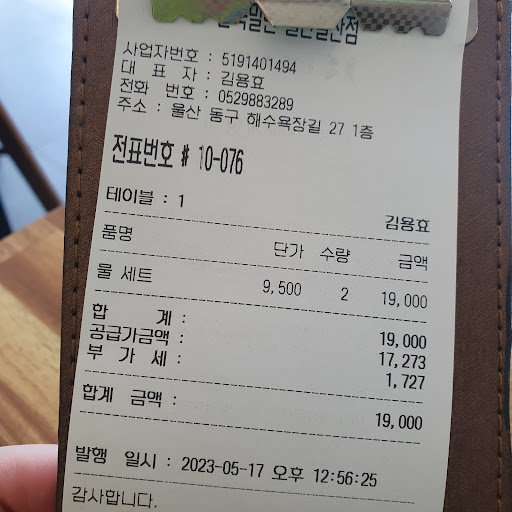 사업자번호 : 5191401494
대 표 자 : 김용효
전화 번호 : 0529883289
주소 : 울산 동구 해수욕장길 27 1층
전표번호 # 10-076
테이블 : 1 김용효
품명 단가 수량 금액
울 세트 9,500 2 19,000
합 계 : 19,000
공급가금액 : 17,273
부 가 세 : 1,727
합계 금액 : 19,000
발행 일시 : 2023-05-17 오후 12:56:25
감사합니다.